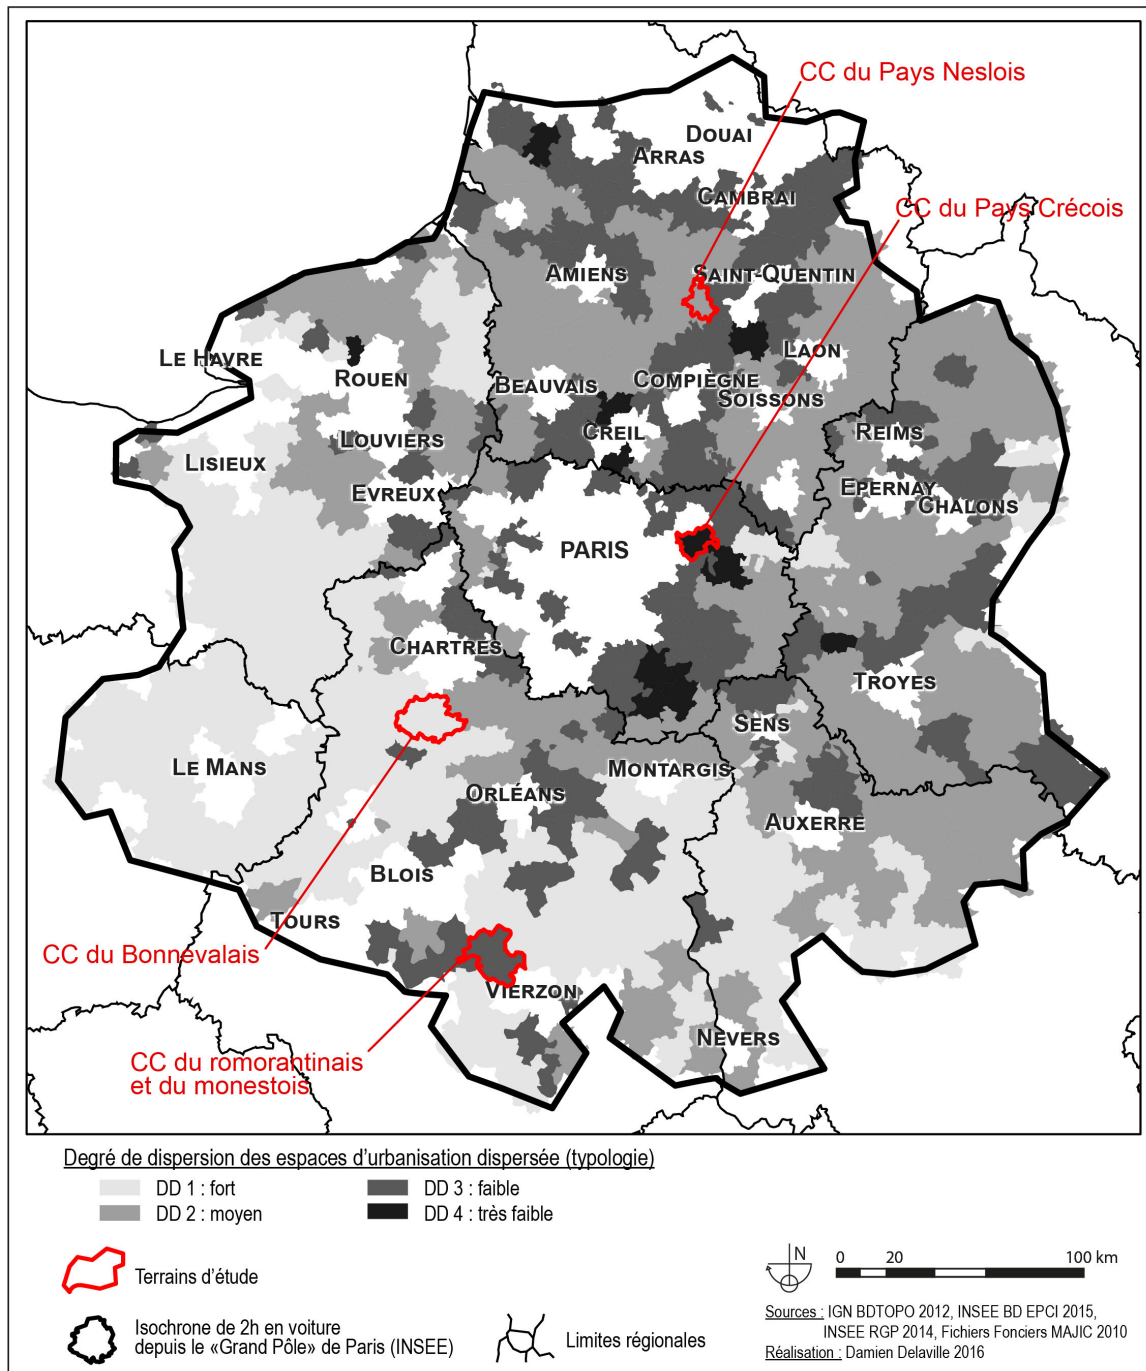 CC du Pays Neslois
DOUAI
ARRAS
CAMBRAI
CC du Pays Crécois
AMIENS
SAINT-QUENTIN
LE HAVRE
ROUEN
LAON
BEAUVAIS
COMPIÈGNE
SOISSONS
CREIL
LOUVIERS
REIMS
LISIEUX
EVREUX
EPERNAY
CHALONS
PARIS
CHARTRES
TROYES
SENS
LE MANS
MONTARGIS
ORLÉANS
AUXERRE
BLOIS
TOURS
CC du Bonnevalais
VIERZON
NEVERS
CC du romorantinais
et du monestois
Degré de dispersion des espaces d'urbanisation dispersée (typologie)
DD 1 : fort
DD 3 : faible
DD 2 : moyen
DD 4 : très faible
Terrains d'étude
N
0 20 100 km
Isochrone de 2h en voiture
depuis le «Grand Pôle» de Paris (INSEE)
Limites régionales
Sources : IGN BDTOPO 2012, INSEE BD EPCI 2015,
INSEE RGP 2014, Fichiers Fonciers MAJIC 2010
Réalisation : Damien Delaville 2016